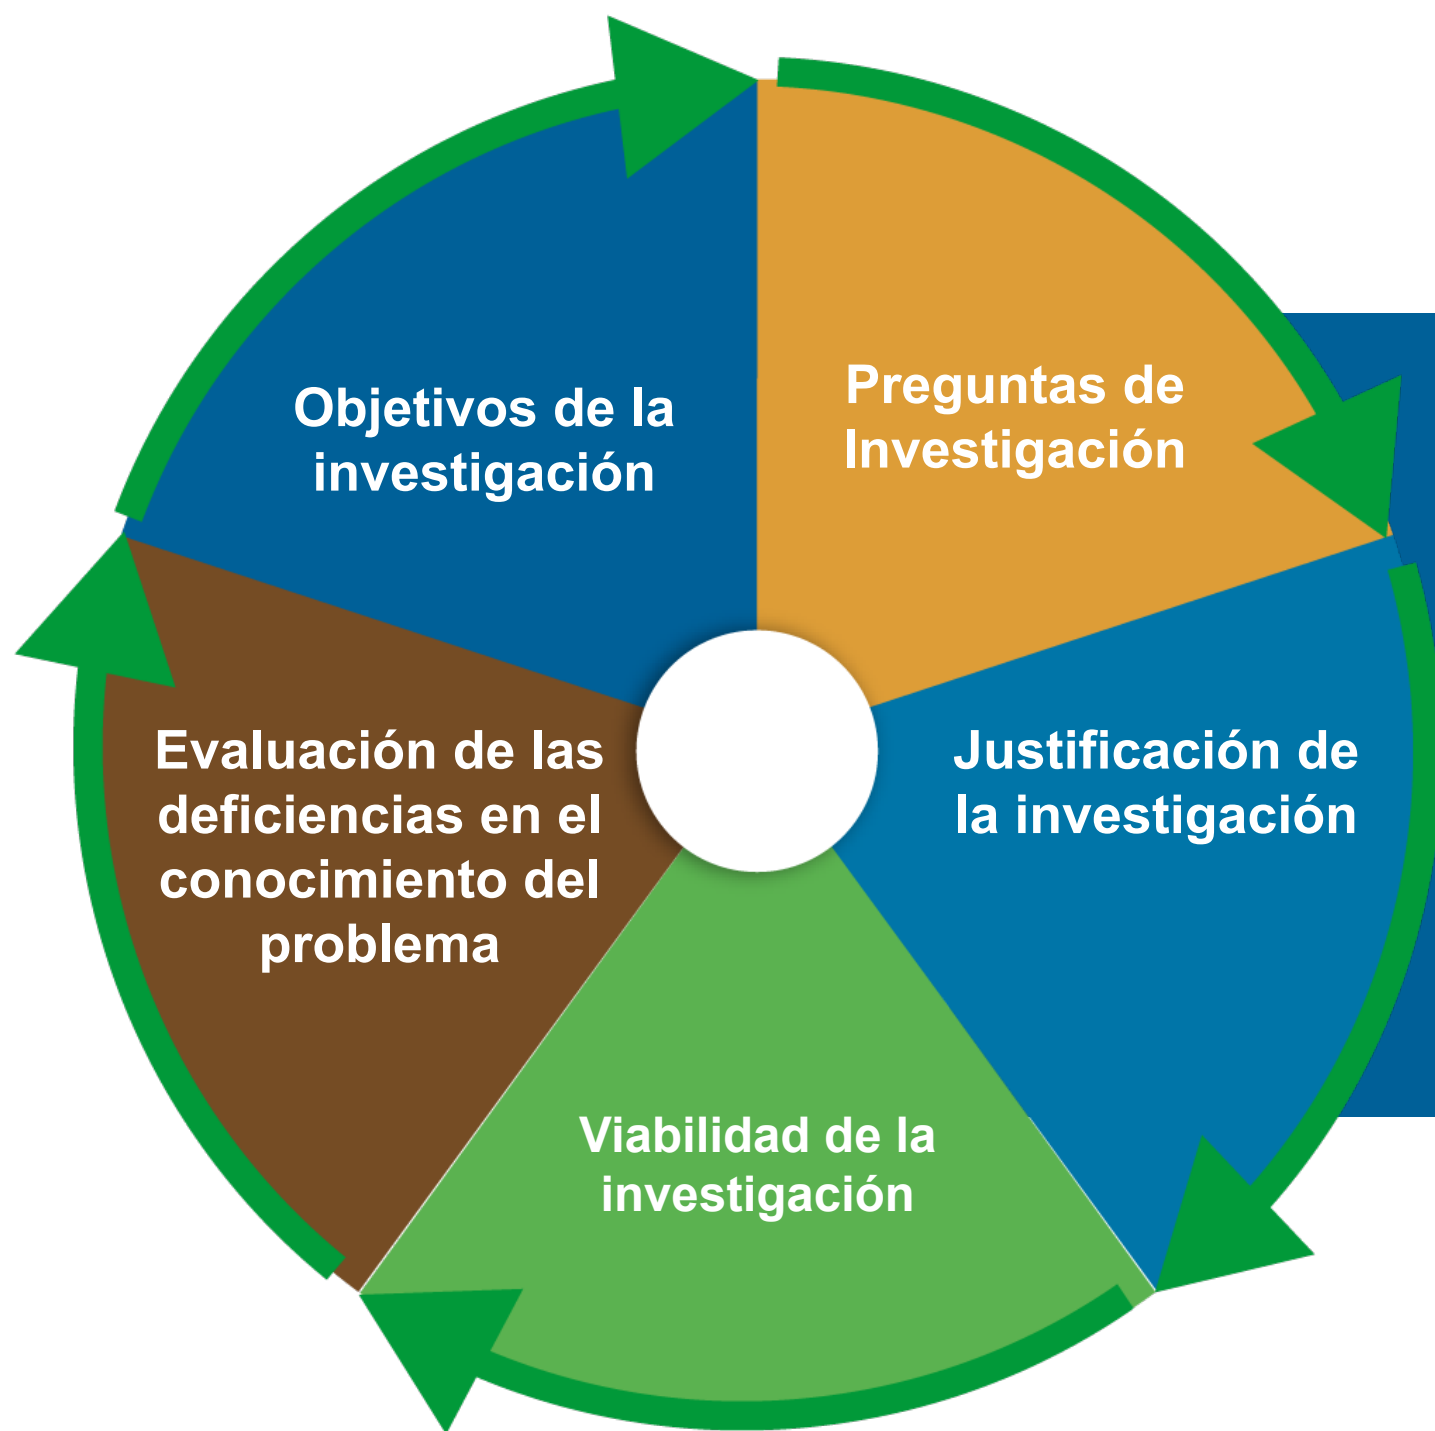 Objetivos de la
investigación
Preguntas de
Investigación
Justificación de
la investigación
Viabilidad de la
investigación
Evaluación de las
deficiencias en el
conocimiento del
problema